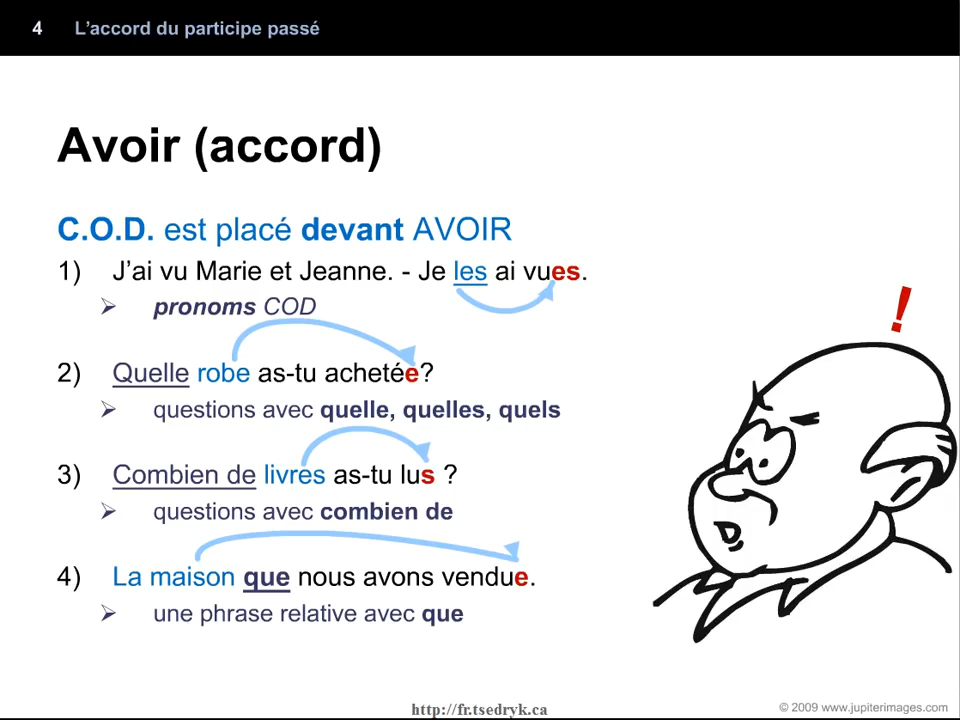 4 L’accord du participe passé
Avoir (accord)
C.O.D. est placé devant AVOIR
1) J’ai vu Marie et Jeanne. - Je les ai vues.
➢ pronoms COD
2) Quelle robe as-tu achetée?
➢ questions avec quelle, quelles, quels
3) Combien de livres as-tu lus ?
➢ questions avec combien de
4) La maison que nous avons vendue.
➢ une phrase relative avec que
!
http://fr.tsedryk.ca
© 2009 www.jupiterimages.com